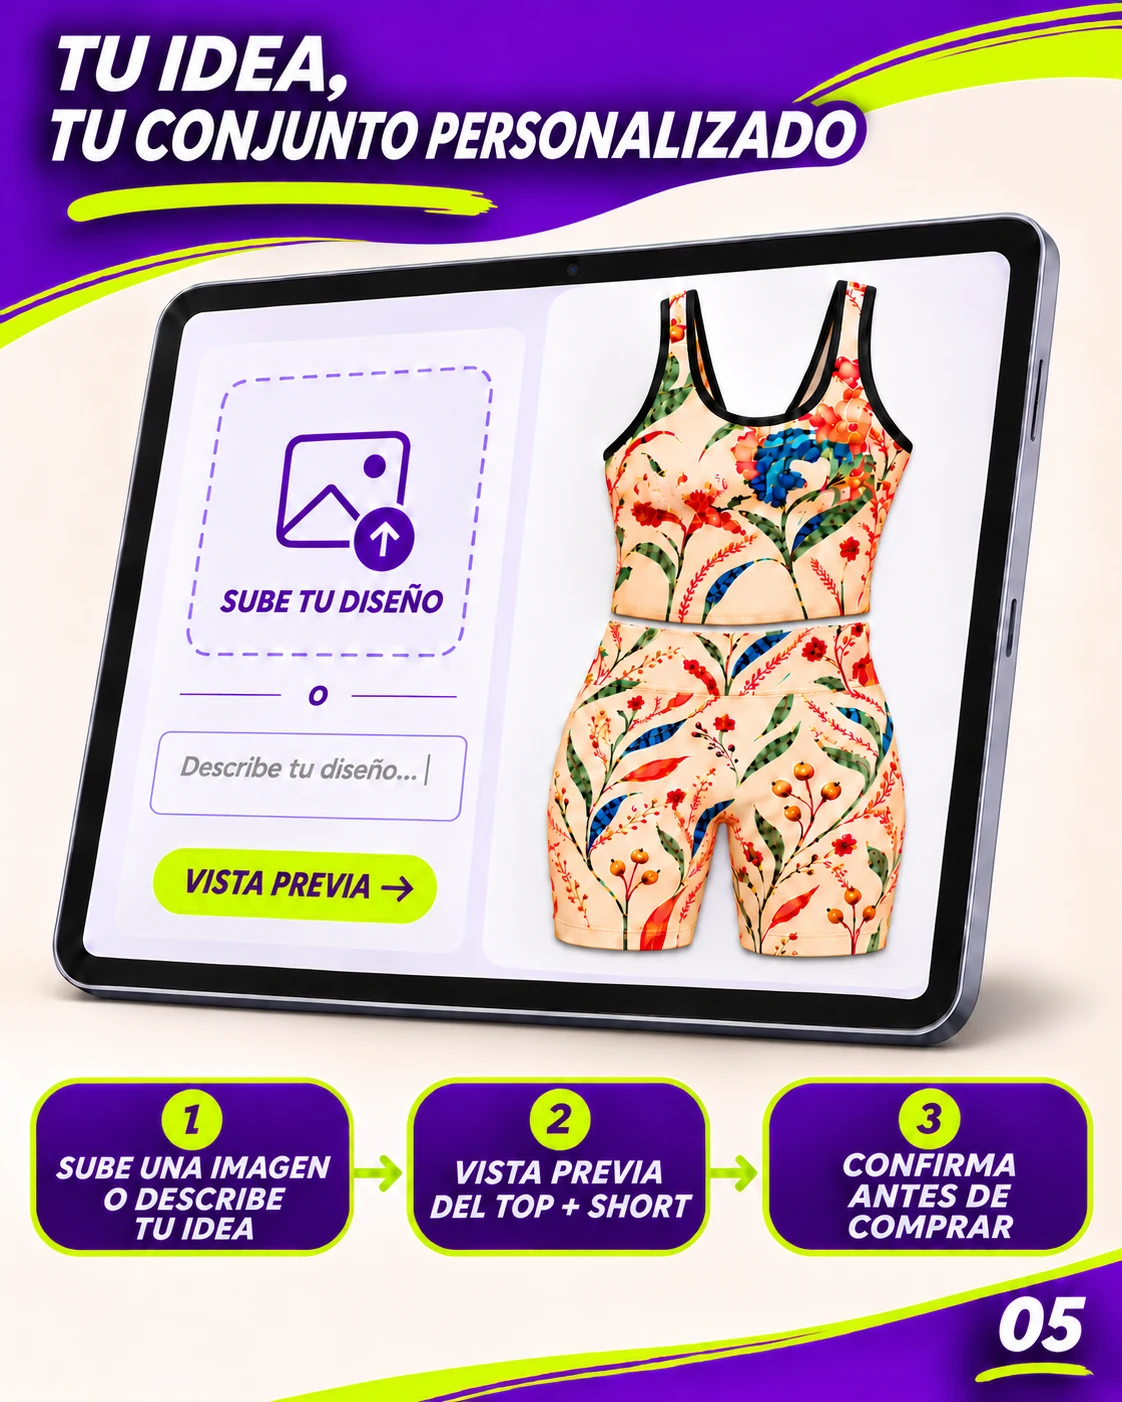 TU IDEA,
TU CONJUNTO PERSONALIZADO
SUBE TU DISEÑO
O
Describe tu diseño...
VISTA PREVIA →
1
SUBE UNA IMAGEN
O DESCRIBE
TU IDEA
2
VISTA PREVIA
DEL TOP + SHORT
3
CONFIRMA
ANTES DE
COMPRAR
05